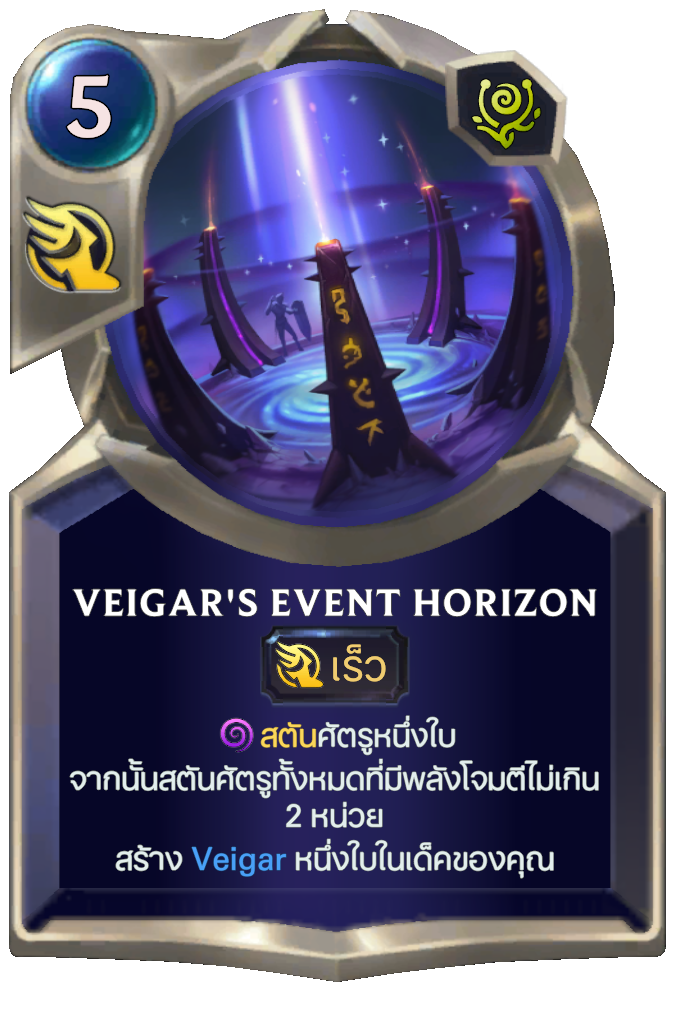 5
VEIGAR'S EVENT HORIZON
เร็ว
สตันศัตรูหนึ่งใบ
จากนั้นสตันศัตรูทั้งหมดที่มีพลังโจมตีไม่เกิน
2 หน่วย
สร้าง Veigar หนึ่งใบในเด็คของคุณ